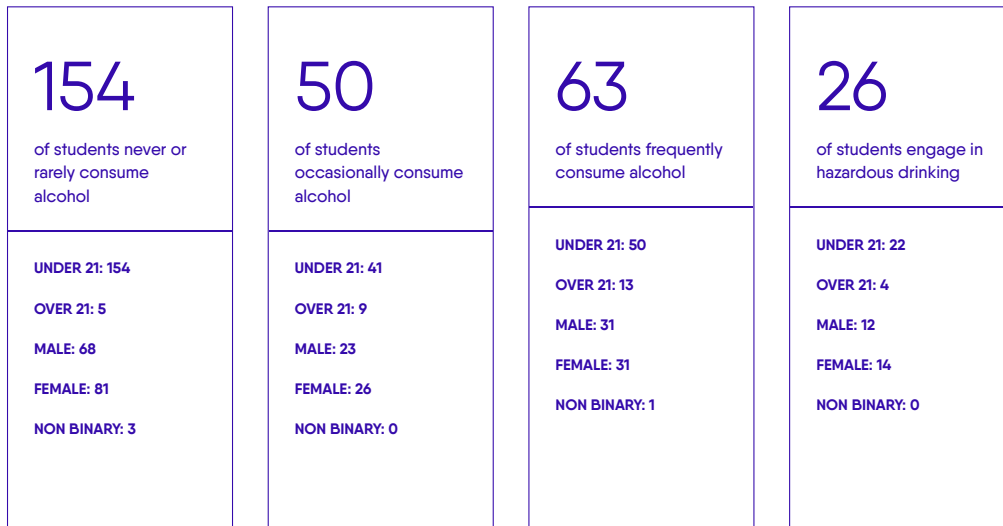 154
of students never or
rarely consume
alcohol
UNDER 21: 154
OVER 21: 5
MALE: 68
FEMALE: 81
NON BINARY: 3
50
of students
occasionally consume
alcohol
UNDER 21: 41
OVER 21: 9
MALE: 23
FEMALE: 26
NON BINARY: 0
63
of students frequently
consume alcohol
UNDER 21: 50
OVER 21: 13
MALE: 31
FEMALE: 31
NON BINARY: 1
26
of students engage in
hazardous drinking
UNDER 21: 22
OVER 21: 4
MALE: 12
FEMALE: 14
NON BINARY: 0